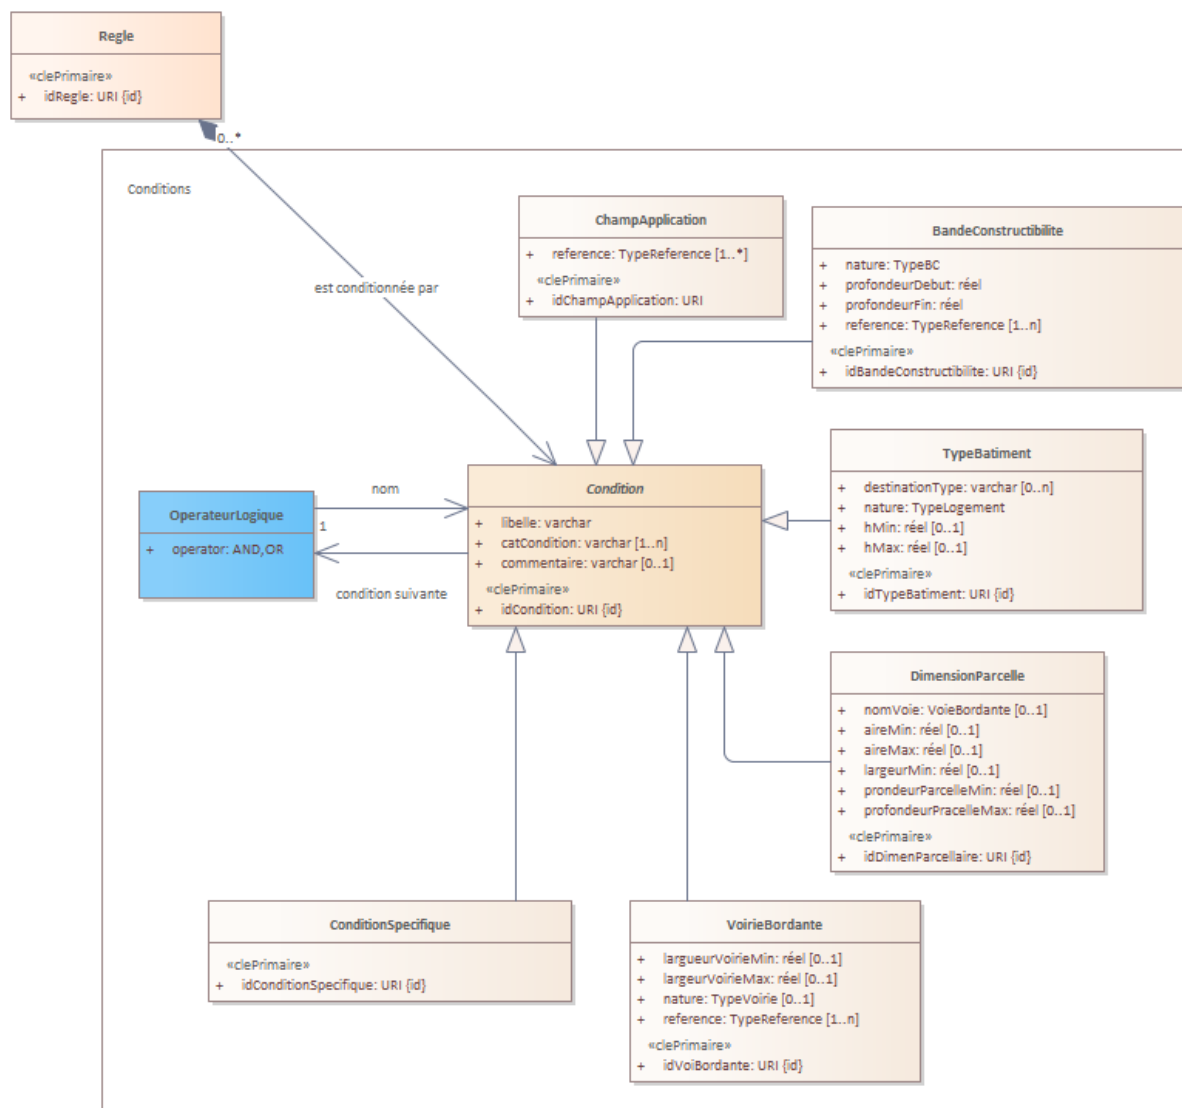 Regle
«clePrimaire»
+ idRegle: URI {id}
0..*
Conditions
est conditionnée par
ChampApplication
+ reference: TypeReference [1..*]
«clePrimaire»
+ idChampApplication: URI
BandeConstructibilite
+ nature: TypeBC
+ profondeurDebut: réel
+ profondeurFin: réel
+ reference: TypeReference [1..n]
«clePrimaire»
+ idBandeConstructibilite: URI {id}
TypeBatiment
+ destinationType: varchar [0..n]
+ nature: TypeLogement
+ hMin: réel [0..1]
+ hMax: réel [0..1]
«clePrimaire»
+ idTypeBatiment: URI {id}
OperateurLogique
+ operator: AND,OR
nom
1
condition suivante
Condition
+ libelle: varchar
+ catCondition: varchar [1..n]
+ commentaire: varchar [0..1]
«clePrimaire»
+ idCondition: URI {id}
DimensionParcelle
+ nomVoie: VoieBordante [0..1]
+ aireMin: réel [0..1]
+ aireMax: réel [0..1]
+ largeurMin: réel [0..1]
+ prondeurParcelleMin: réel [0..1]
+ profondeurPracelleMax: réel [0..1]
«clePrimaire»
+ idDimenParcellaire: URI {id}
ConditionSpecifique
«clePrimaire»
+ idConditionSpecifique: URI {id}
VoirieBordante
+ largueurVoirieMin: réel [0..1]
+ largeurVoirieMax: réel [0..1]
+ nature: TypeVoirie [0..1]
+ reference: TypeReference [1..n]
«clePrimaire»
+ idVoiBordante: URI {id}